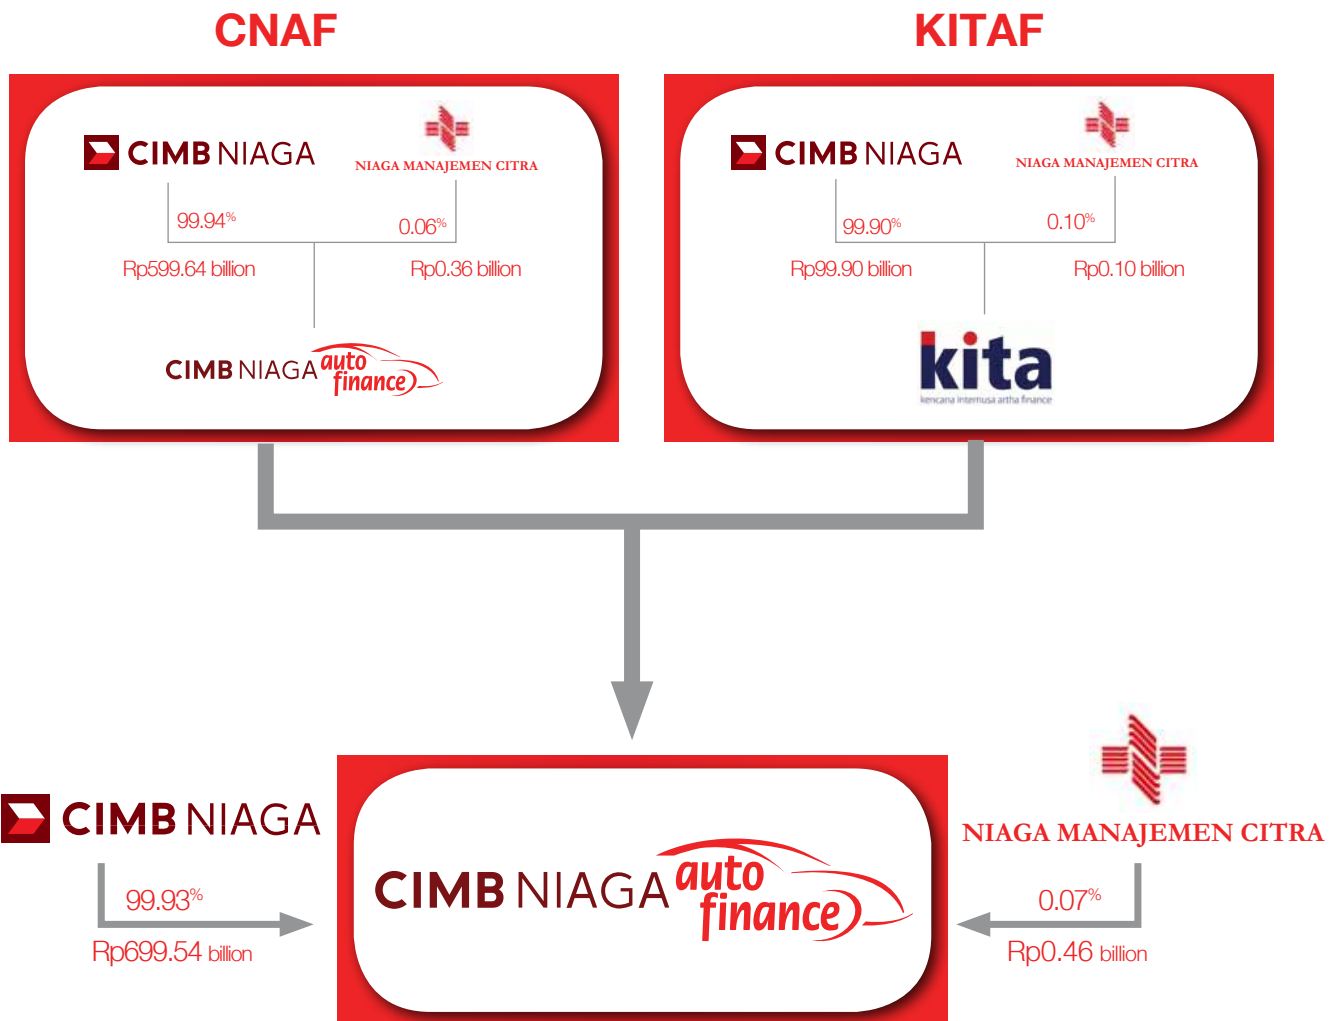 CNAF
KITAF
CIMB NIAGA
NIAGA MANAJEMEN CITRA
99.94%
0.06%
Rp599.64 billion
Rp0.36 billion
CIMB NIAGA auto finance
CIMB NIAGA
NIAGA MANAJEMEN CITRA
99.90%
0.10%
Rp99.90 billion
Rp0.10 billion
kita
kencana internusa artha finance
CIMB NIAGA
99.93%
Rp699.54 billion
CIMB NIAGA auto finance
NIAGA MANAJEMEN CITRA
0.07%
Rp0.46 billion